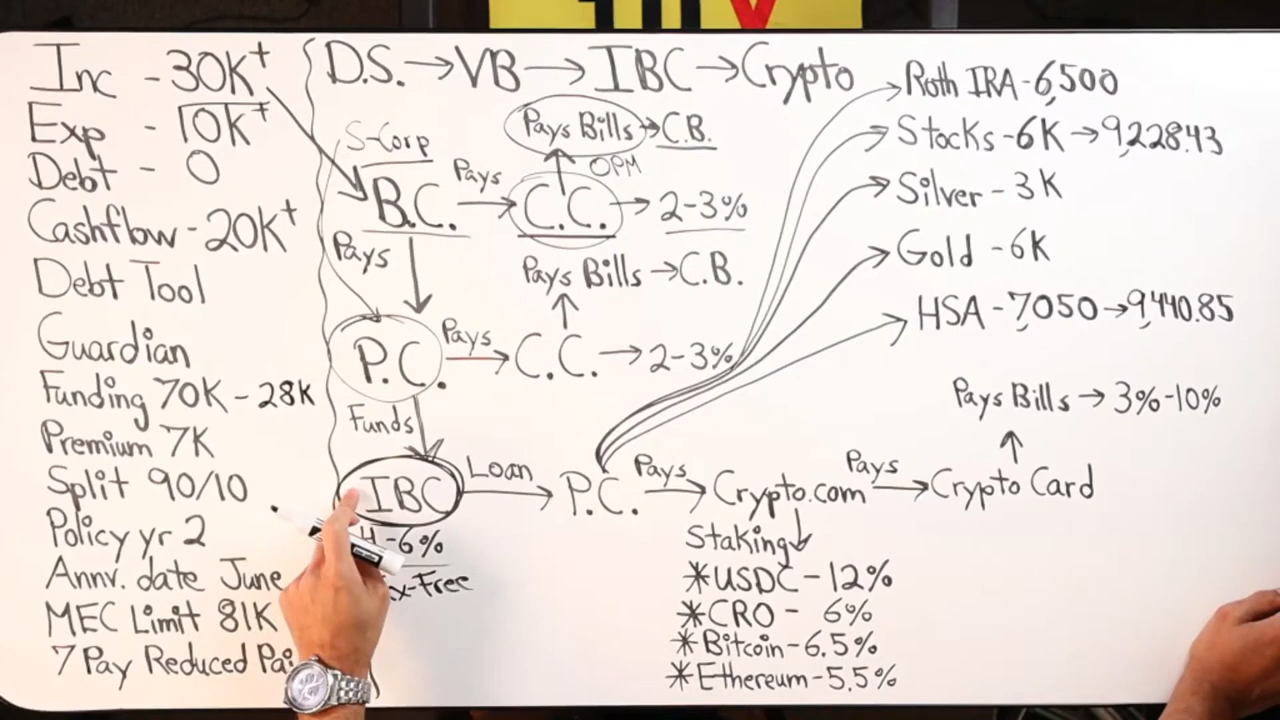 Inc - 30K+
Exp - 10K+
Debt - 0
Cashflow - 20K+
Debt Tool
Guardian
Funding 70K - 28K
Premium 7K
Split 90/10
Policy yr 2
Annv. date June
MEC Limit 81K
7 Pay Reduced Pai
D.S. → VB → IBC → Crypto
Pays Bills → C.B.
S-Corp
OPM
B.C. Pays → C.C. → 2-3%
Pays
Pays Bills → C.B.
P.C. Pays → C.C. → 2-3%
Funds
IBC Loan → P.C. Pays → Crypto.com Pays → Crypto Card
-6%
x-Free
Staking
*USDC - 12%
*CRO - 6%
*Bitcoin - 6.5%
*Ethereum - 5.5%
Roth IRA - 6,500
Stocks - 6K → 9,228.43
Silver - 3K
Gold - 6K
HSA - 7,050 → 9,440.85
Pays Bills → 3%-10%